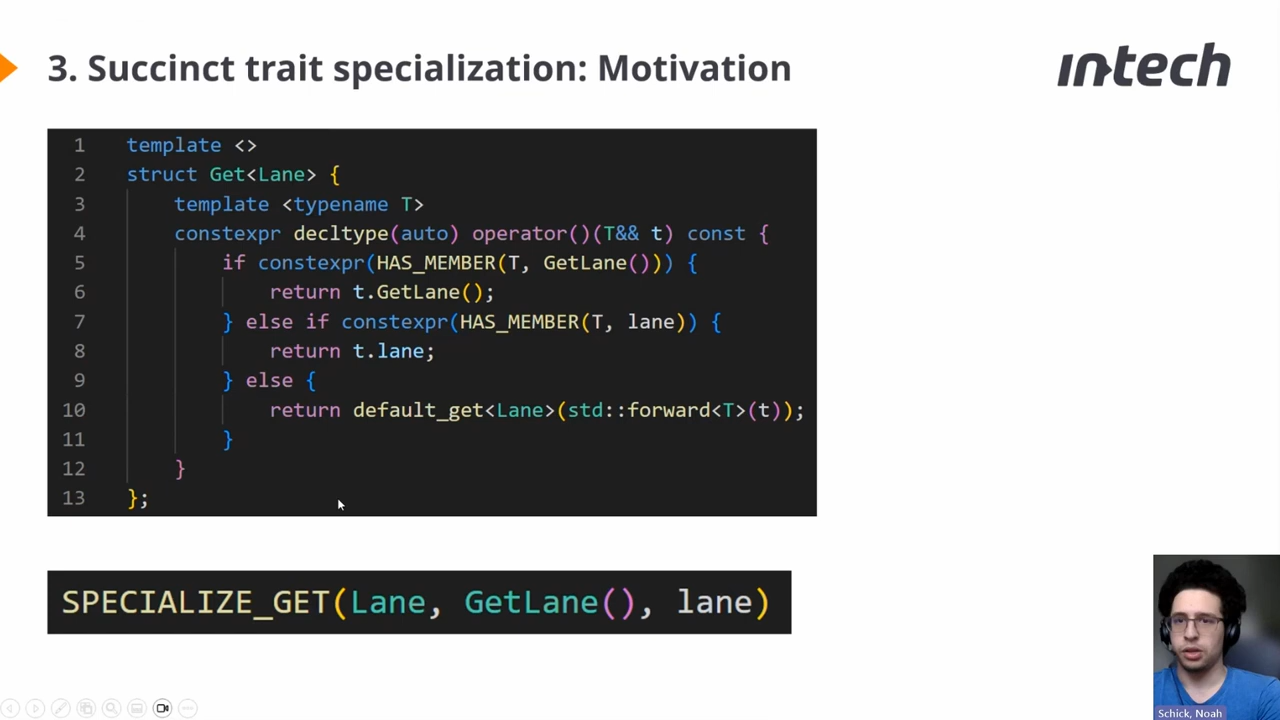 3. Succinct trait specialization: Motivation
intech
1 template <>
2 struct Get<Lane> {
3 template <typename T>
4 constexpr decltype(auto) operator()(T&& t) const {
5 if constexpr(HAS_MEMBER(T, GetLane())) {
6 return t.GetLane();
7 } else if constexpr(HAS_MEMBER(T, lane)) {
8 return t.lane;
9 } else {
10 return default_get<Lane>(std::forward<T>(t));
11 }
12 }
13 };
SPECIALIZE_GET(Lane, GetLane(), lane)
Schick, Noah